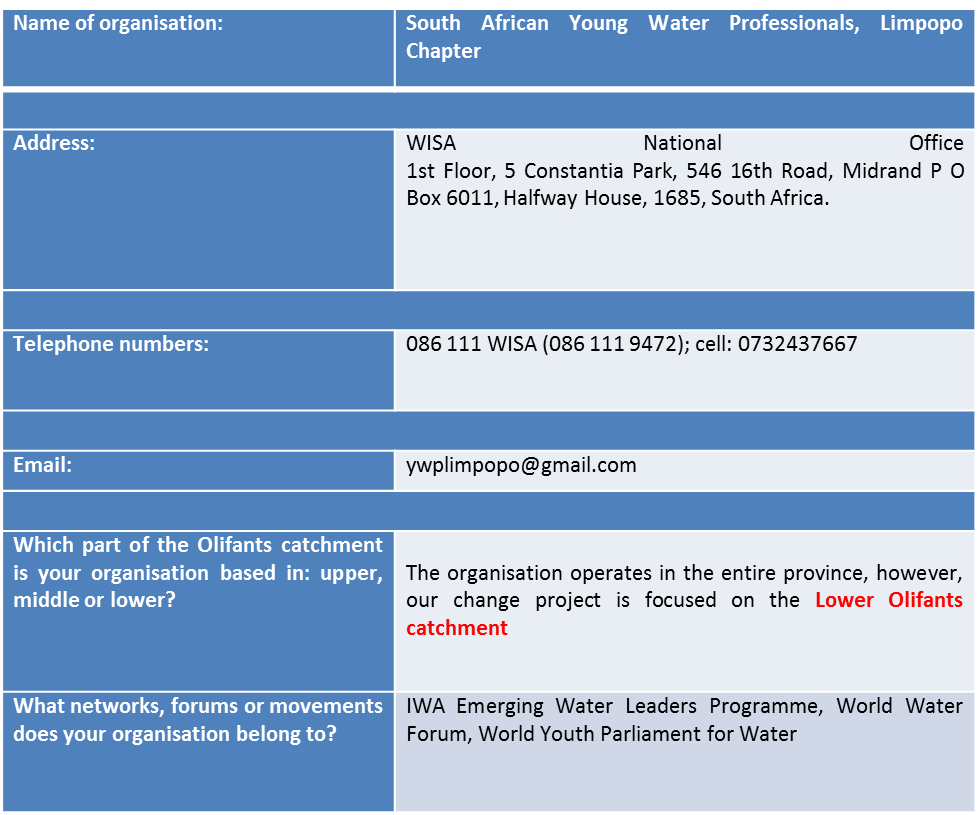 Name of organisation:
South African Young Water Professionals, Limpopo
Chapter
Address:
WISA National Office
1st Floor, 5 Constantia Park, 546 16th Road, Midrand P O
Box 6011, Halfway House, 1685, South Africa.
Telephone numbers:
086 111 WISA (086 111 9472); cell: 0732437667
Email:
ywplimpopo@gmail.com
Which part of the Olifants catchment
is your organisation based in: upper,
middle or lower?
The organisation operates in the entire province, however,
our change project is focused on the Lower Olifants
catchment
What networks, forums or movements
does your organisation belong to?
IWA Emerging Water Leaders Programme, World Water
Forum, World Youth Parliament for Water